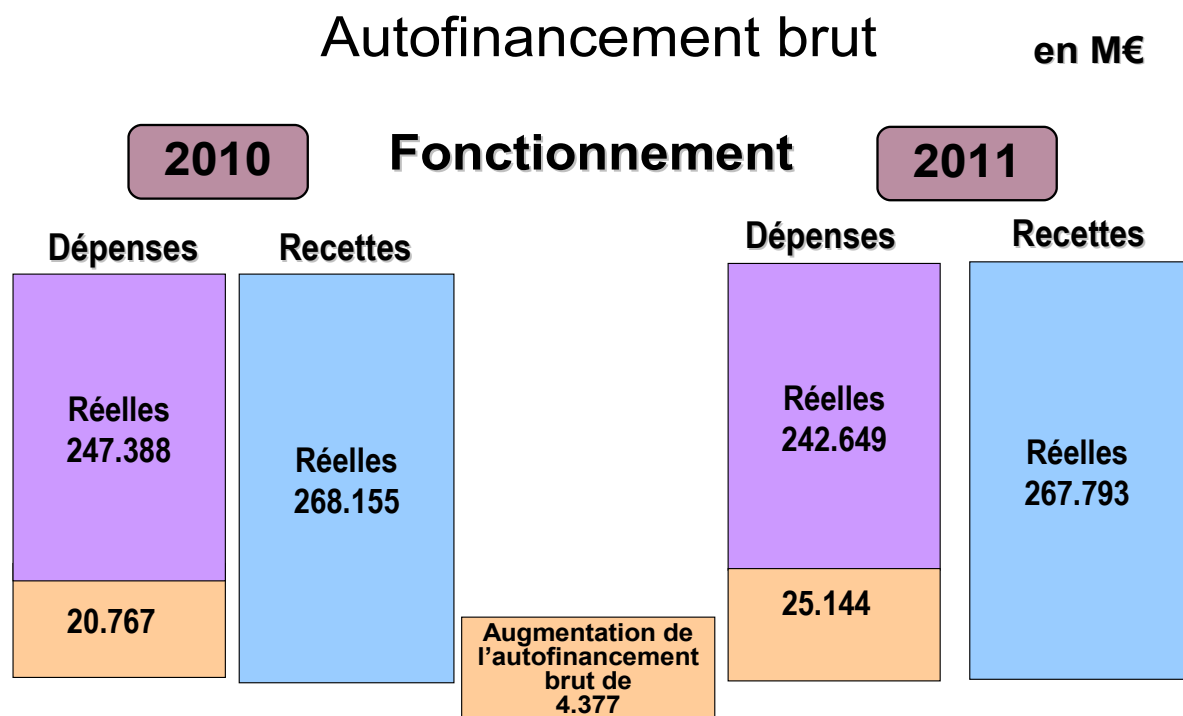 Autofinancement brut
en M€
2010
Fonctionnement
2011
Dépenses
Recettes
Dépenses
Recettes
Réelles
247.388
Réelles
268.155
Réelles
242.649
Réelles
267.793
20.767
25.144
Augmentation de
l'autofinancement
brut de
4.377